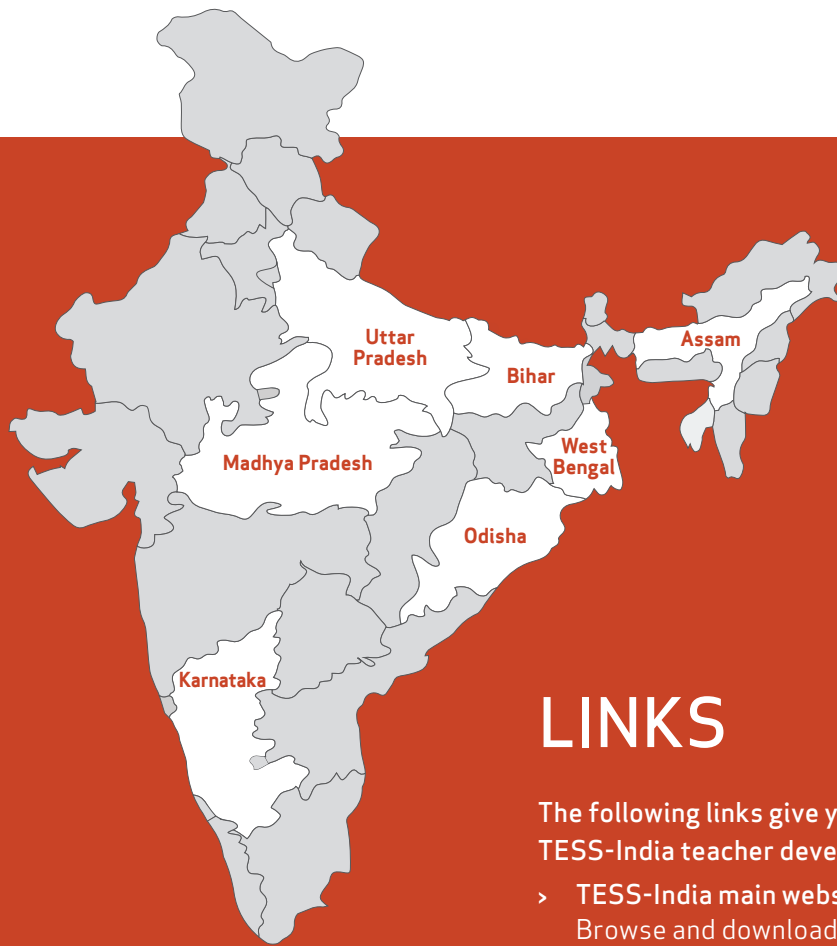 Uttar
Pradesh
Bihar
Assam
Madhya Pradesh
West
Bengal
Odisha
Karnataka
LINKS
The following links give y
TESS-India teacher deve
> TESS-India main webs
Browse and download